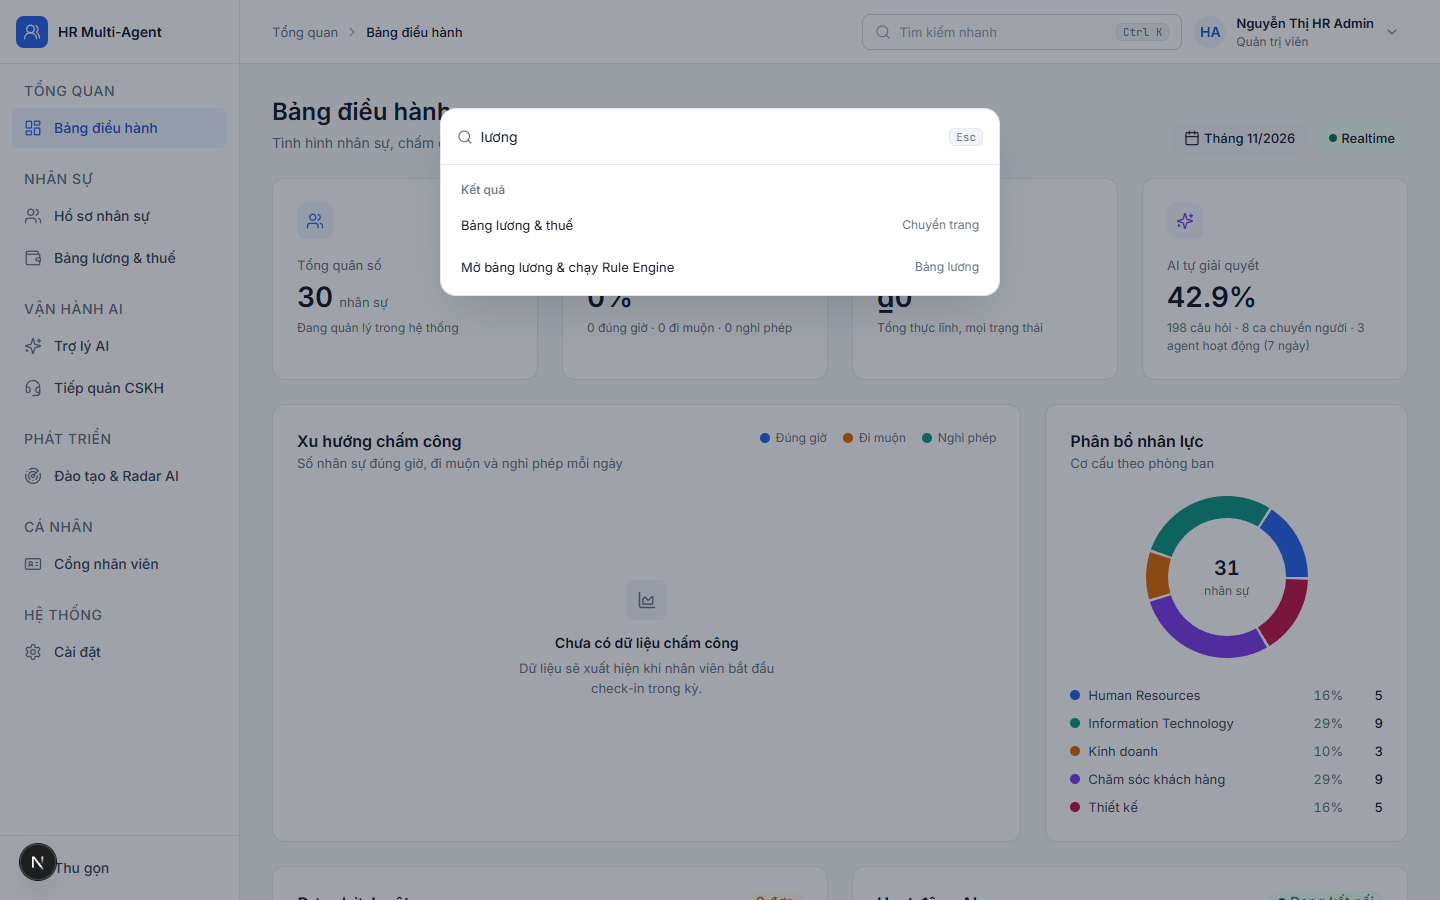 HR Multi-Agent
Tổng quan > Bảng điều hành
Tìm kiếm nhanh
Ctrl K
HA
Nguyễn Thị HR Admin
Quản trị viên
TỔNG QUAN
Bảng điều hành
NHÂN SỰ
Hồ sơ nhân sự
Bảng lương & thuế
VẬN HÀNH AI
Trợ lý AI
Tiếp quản CSKH
PHÁT TRIỂN
Đào tạo & Radar AI
CÁ NHÂN
Cổng nhân viên
HỆ THỐNG
Cài đặt
N
Thu gọn
Bảng điều hành
Tình hình nhân sự, chấm
Tháng 11/2026
Realtime
lương
Esc
Kết quả
Bảng lương & thuế
Chuyển trang
Mở bảng lương & chạy Rule Engine
Bảng lương
Tổng quân số
30 nhân sự
Đang quản lý trong hệ thống
0%
0 đúng giờ · 0 đi muộn · 0 nghỉ phép
₫0
Tổng thực lĩnh, mọi trạng thái
AI tự giải quyết
42.9%
198 câu hỏi · 8 ca chuyển người · 3
agent hoạt động (7 ngày)
Xu hướng chấm công
Số nhân sự đúng giờ, đi muộn và nghỉ phép mỗi ngày
Đúng giờ
Đi muộn
Nghỉ phép
Chưa có dữ liệu chấm công
Dữ liệu sẽ xuất hiện khi nhân viên bắt đầu
check-in trong kỳ.
Phân bổ nhân lực
Cơ cấu theo phòng ban
31
nhân sự
Human Resources 16% 5
Information Technology 29% 9
Kinh doanh 10% 3
Chăm sóc khách hàng 29% 9
Thiết kế 16% 5